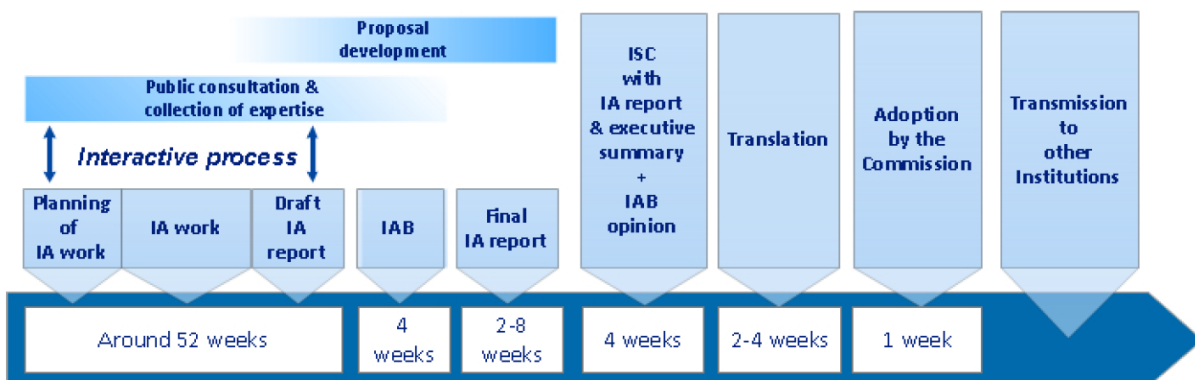 Proposal
development
Public consultation &
collection of expertise
Interactive process
Planning
of
IA work
IA work
Draft
IA
report
IAB
Final
IA report
ISC
with
IA report
& executive
summary
+
IAB
opinion
Translation
Adoption
by the
Commission
Transmission
to
other
Institutions
Around 52 weeks
4
weeks
2-8
weeks
4 weeks
2-4 weeks
1 week